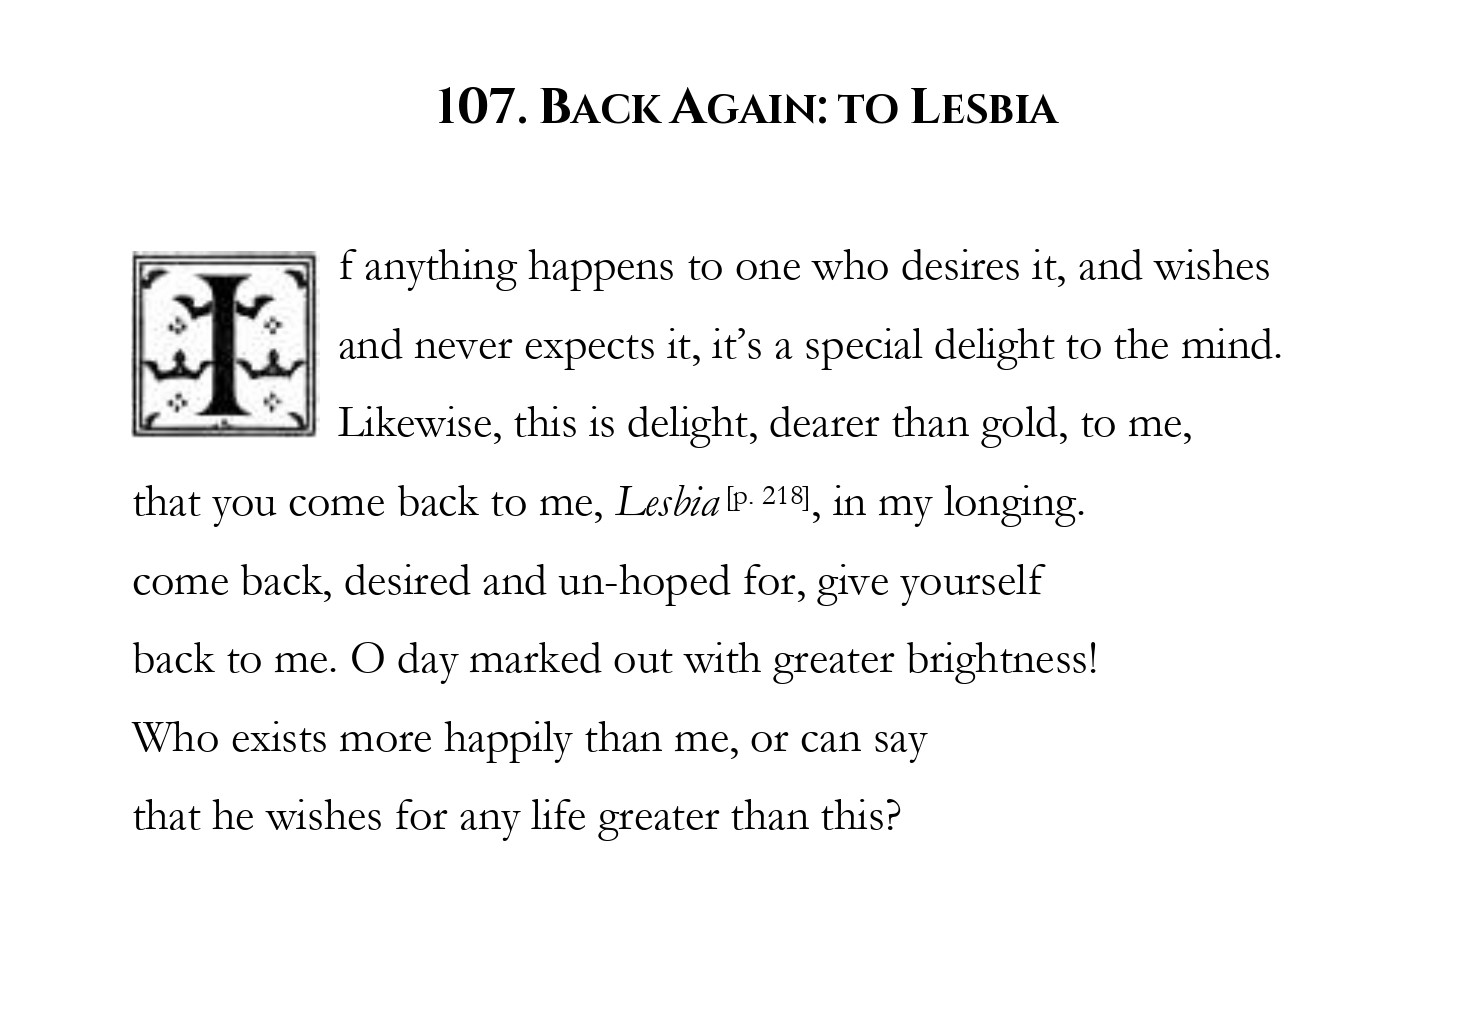 107. Back Again: to Lesbia
If anything happens to one who desires it, and wishes
and never expects it, it’s a special delight to the mind.
Likewise, this is delight, dearer than gold, to me,
that you come back to me, Lesbia [p. 218], in my longing.
come back, desired and un-hoped for, give yourself
back to me. O day marked out with greater brightness!
Who exists more happily than me, or can say
that he wishes for any life greater than this?